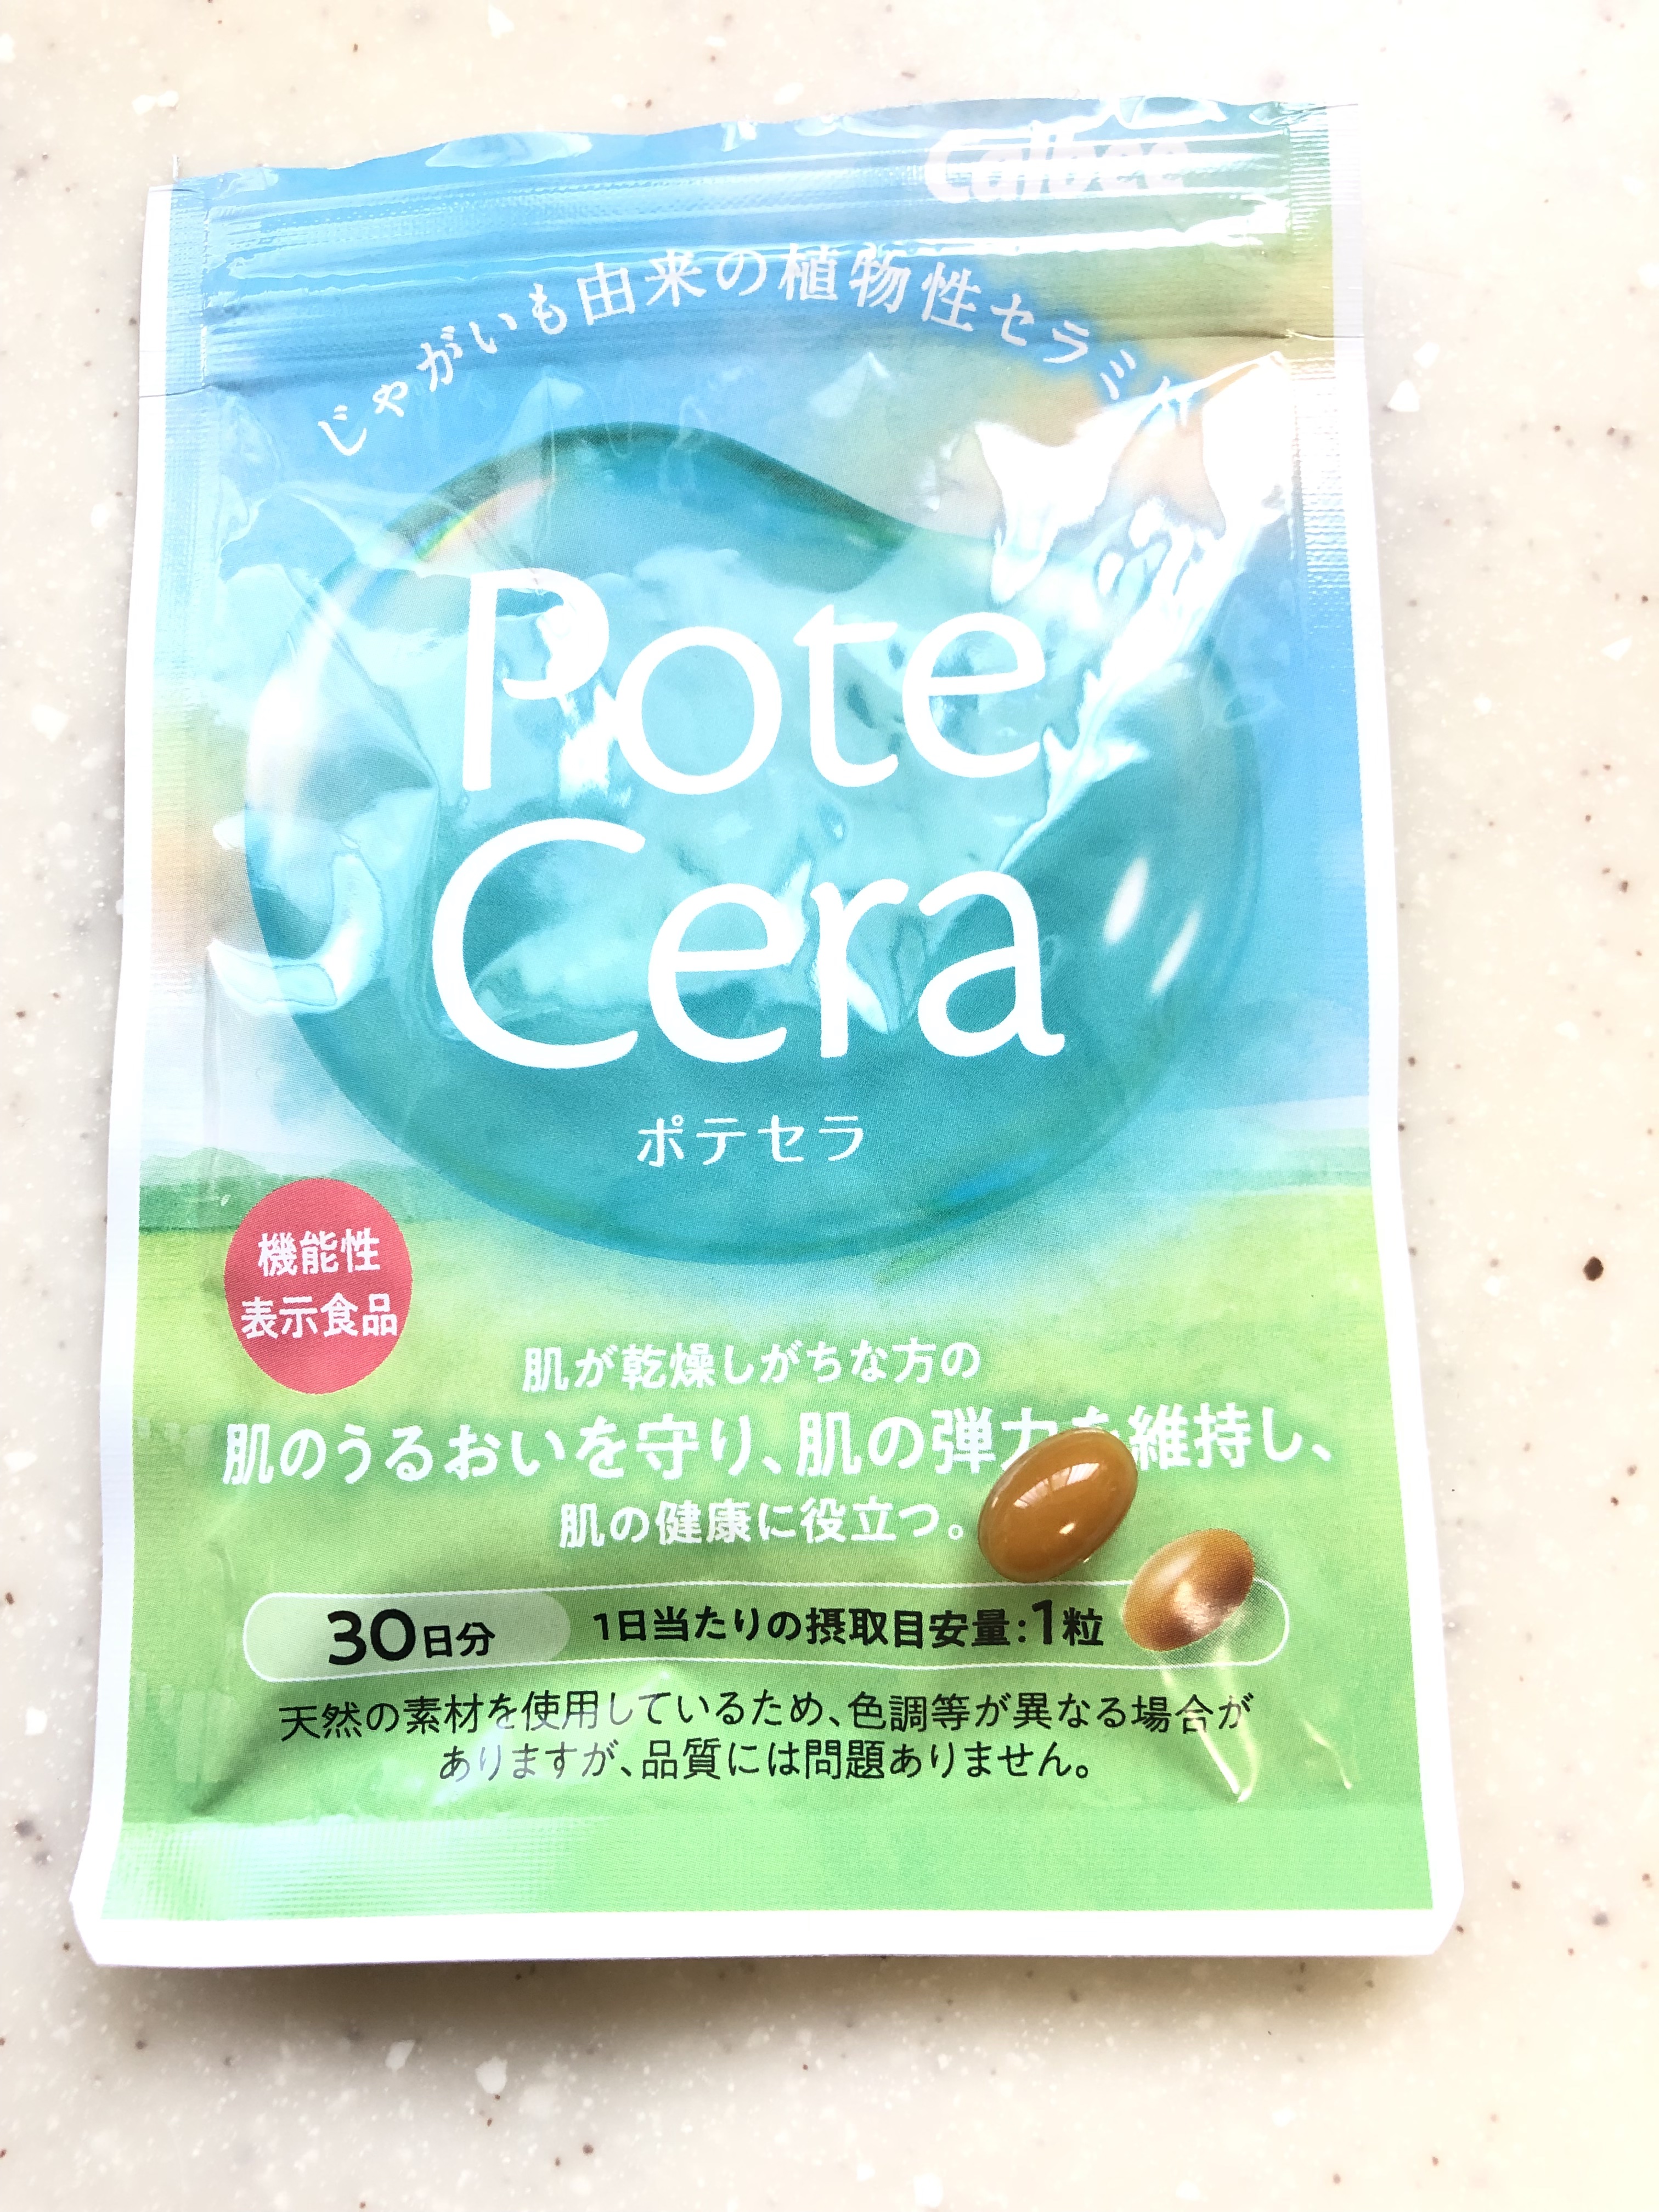 Calbee
じゃがいも由来の植物性セラミド
Pote
Cera
ポテセラ
機能性
表示食品
肌が乾燥しがちな方の
肌のうるおいを守り、肌の弾力を維持し、
肌の健康に役立つ。
30日分 1日当たりの摂取目安量:1粒
天然の素材を使用しているため、色調等が異なる場合が
ありますが、品質には問題ありません。